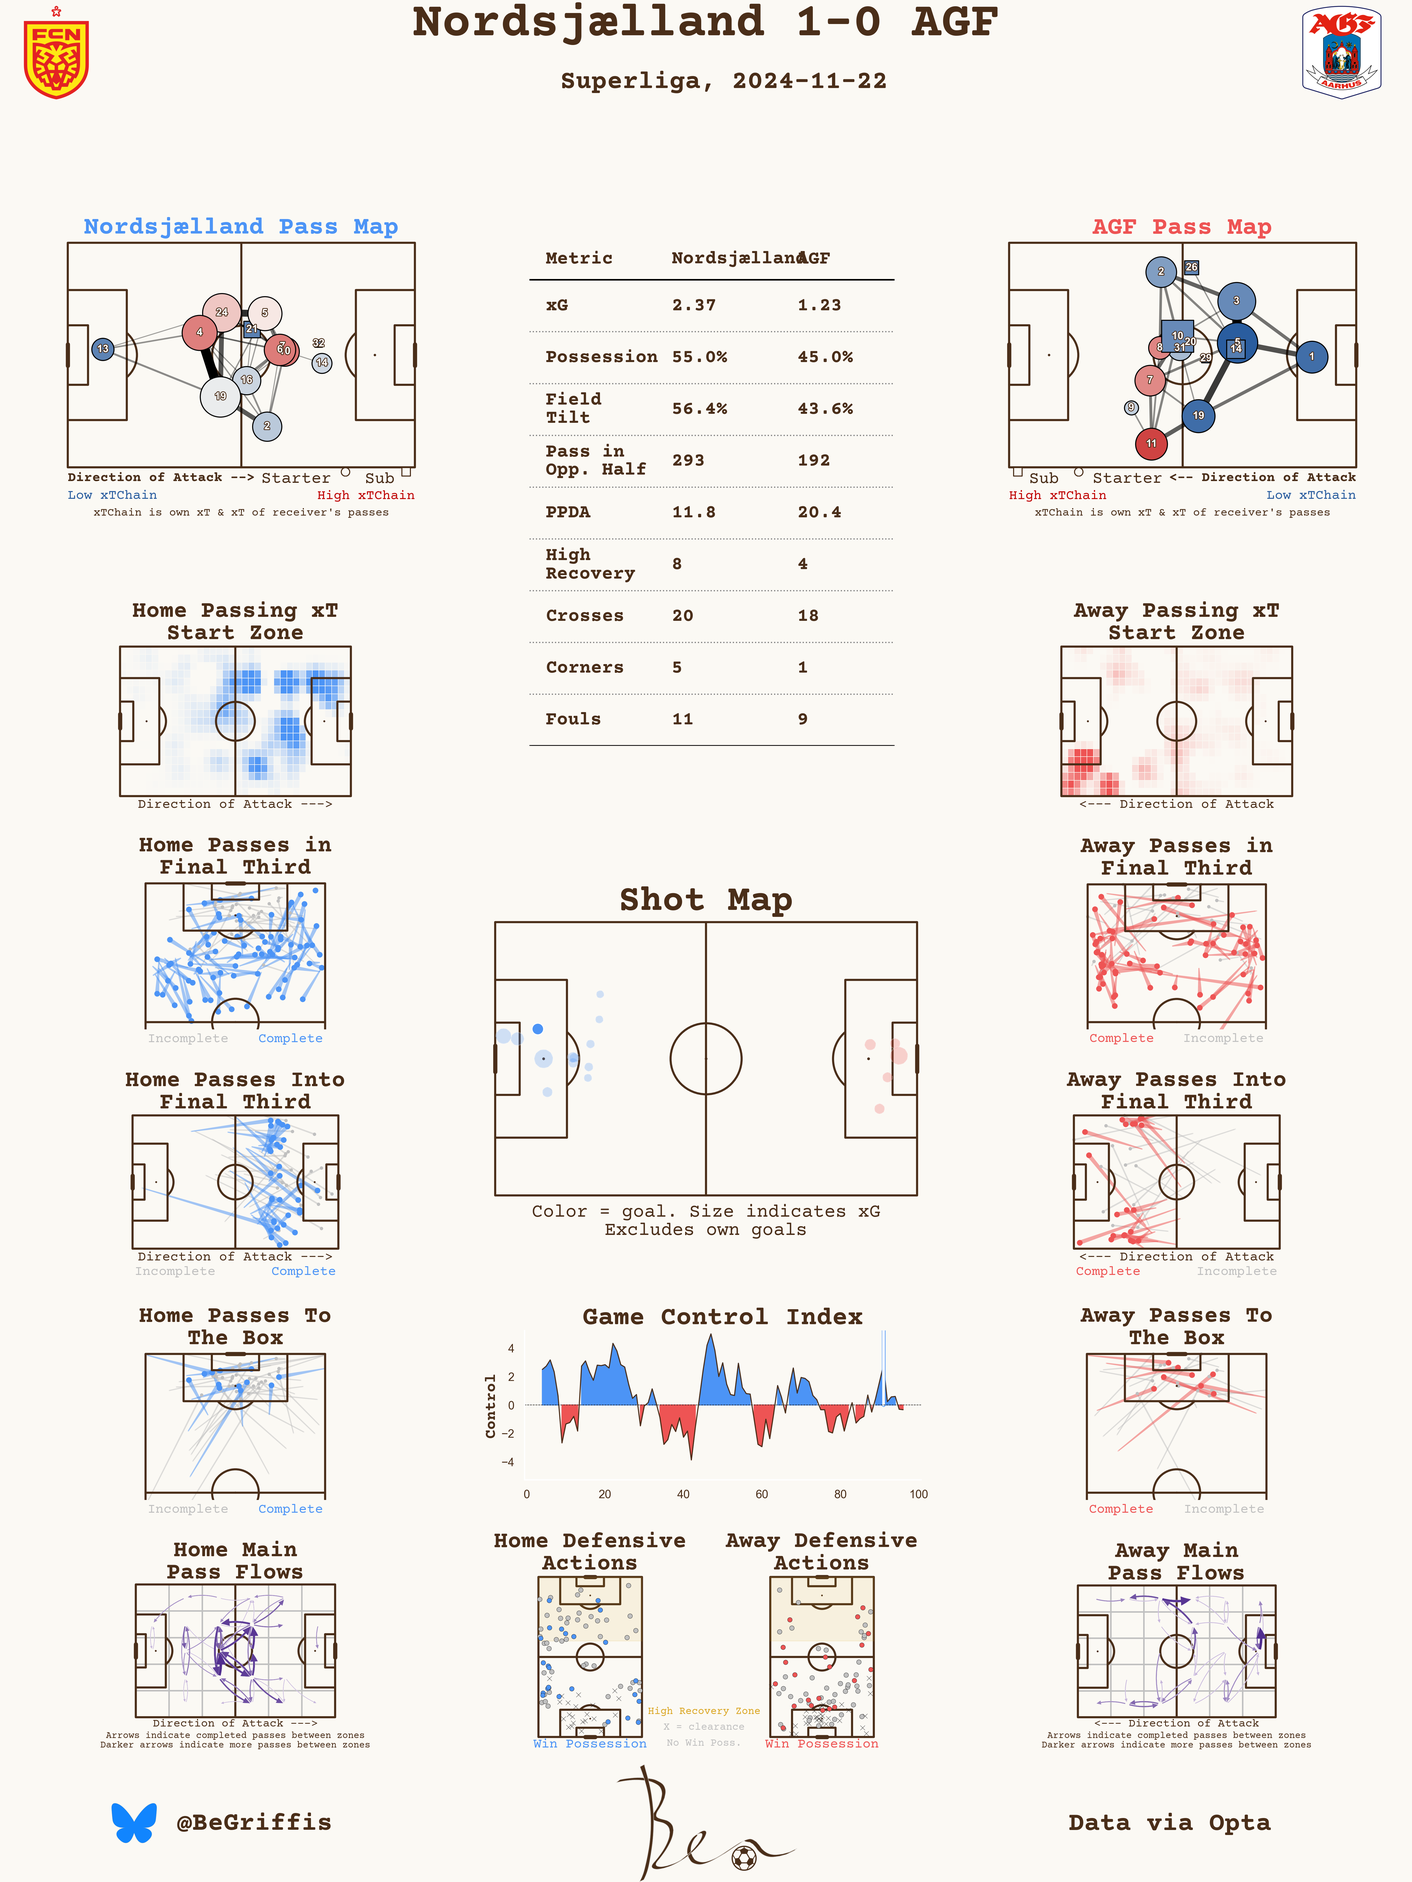 Nordsjælland 1-0 AGF
Superliga, 2024-11-22
FCN
AGF
AARHUS
Nordsjælland Pass Map
13
24
4
5
21
7
6
0
32
14
16
19
2
Direction of Attack --> Starter Sub
Low xTChain High xTChain
xTChain is own xT & xT of receiver's passes
Metric Nordsjælland AGF
xG 2.37 1.23
Possession 55.0% 45.0%
Field
Tilt 56.4% 43.6%
Pass in
Opp. Half 293 192
PPDA 11.8 20.4
High
Recovery 8 4
Crosses 20 18
Corners 5 1
Fouls 11 9
AGF Pass Map
2
26
3
10
8
31
20
29
5
14
1
7
9
19
11
Sub Starter <-- Direction of Attack
High xTChain Low xTChain
xTChain is own xT & xT of receiver's passes
Home Passing xT
Start Zone
Direction of Attack --->
Away Passing xT
Start Zone
<--- Direction of Attack
Home Passes in
Final Third
Incomplete Complete
Away Passes in
Final Third
Complete Incomplete
Shot Map
Color = goal. Size indicates xG
Excludes own goals
Home Passes Into
Final Third
Direction of Attack --->
Incomplete Complete
Away Passes Into
Final Third
<--- Direction of Attack
Complete Incomplete
Home Passes To
The Box
Incomplete Complete
Game Control Index
Control
4
2
0
−2
−4
0 20 40 60 80 100
Away Passes To
The Box
Complete Incomplete
Home Main
Pass Flows
Direction of Attack --->
Arrows indicate completed passes between zones
Darker arrows indicate more passes between zones
Home Defensive
Actions
Win Possession
Away Defensive
Actions
Win Possession
High Recovery Zone
X = clearance
No Win Poss.
Away Main
Pass Flows
<--- Direction of Attack
Arrows indicate completed passes between zones
Darker arrows indicate more passes between zones
@BeGriffis
Ben
Data via Opta